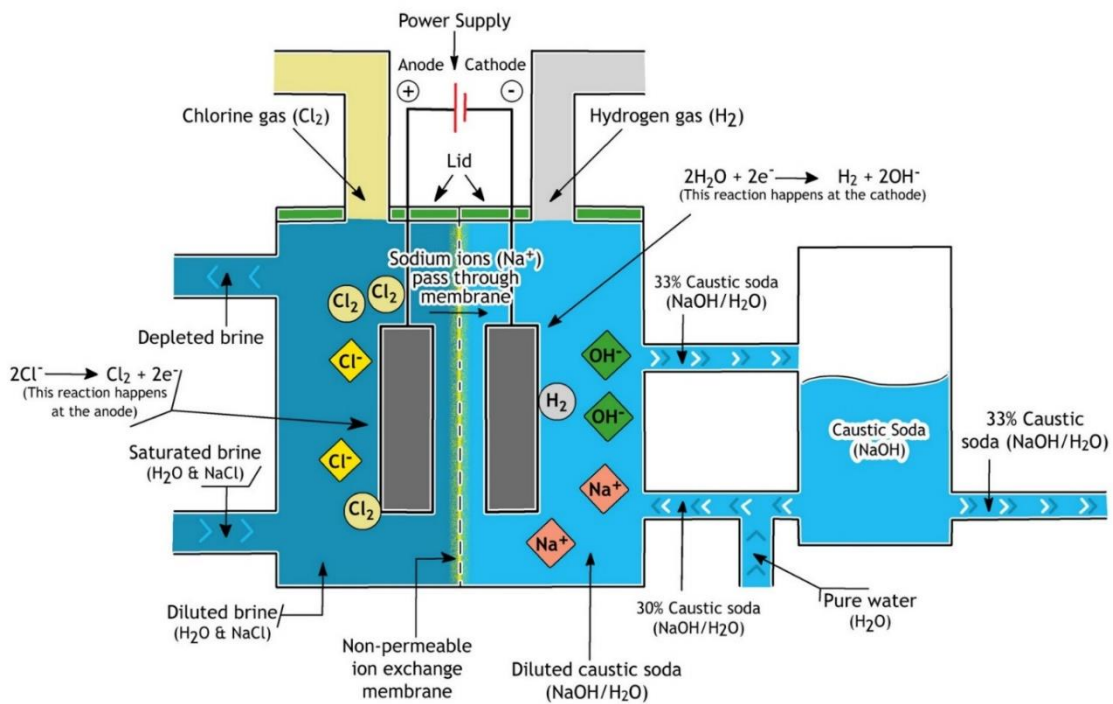 Power Supply
Anode
Cathode
+
-
Chlorine gas (Cl2)
Hydrogen gas (H2)
Lid
2H2O + 2e- ⟶ H2 + 2OH-
(This reaction happens at the cathode)
Sodium ions (Na+)
pass through
membrane
Cl2
Cl2
33% Caustic soda
(NaOH/H2O)
Depleted brine
Cl-
OH-
2Cl- ⟶ Cl2 + 2e-
(This reaction happens
at the anode)
H2
OH-
Caustic Soda
(NaOH)
33% Caustic
soda (NaOH/H2O)
Saturated brine
(H2O & NaCl)
Cl-
Na+
Cl2
Na+
Diluted brine
(H2O & NaCl)
Non-permeable
ion exchange
membrane
Diluted caustic soda
(NaOH/H2O)
30% Caustic soda
(NaOH/H2O)
Pure water
(H2O)